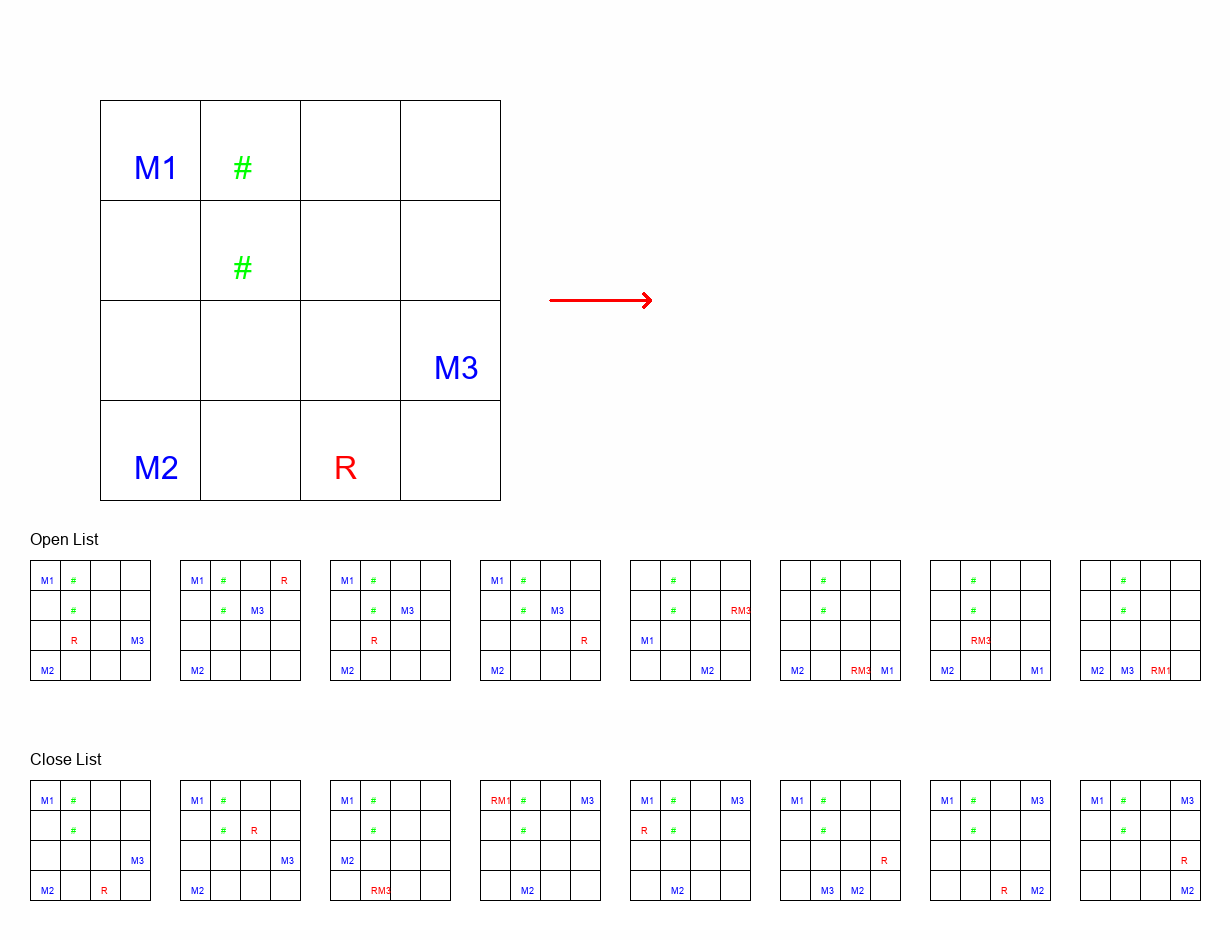 M1 #
#
M3
M2 R
Open List
M1 # M1 # R M1 # M1 # # # # #
# # M3 # M3 # M3 # RM3 # # #
R M3 R R M1 RM3
M2 M2 M2 M2 M2 M2 RM3 M1 M2 M1 M2 M3 RM1
Close List
M1 # M1 # M1 # RM1 # M3 M1 # M3 M1 # M1 # M3 M1 # M3
# # R # # R # # # #
M3 M3 M2 R R
M2 R M2 RM3 M2 M2 M3 M2 R M2 M2